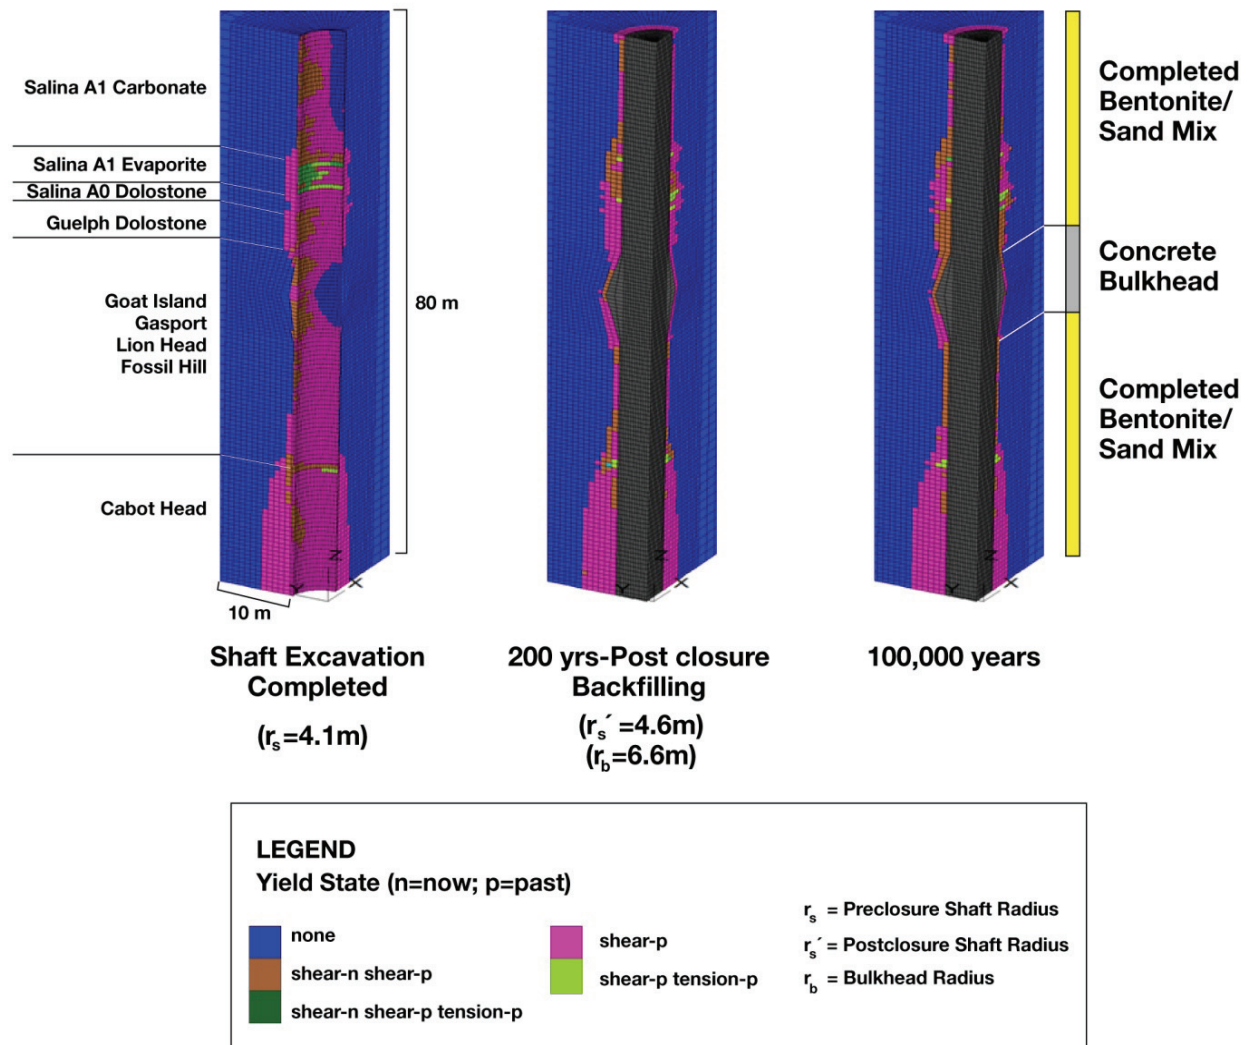 Salina A1 Carbonate
Salina A1 Evaporite
Salina A0 Dolostone
Guelph Dolostone
Goat Island
Gasport
Lion Head
Fossil Hill
Cabot Head
80 m
10 m
Z
Y
X
Z
Y
X
Z
Y
X
Completed
Bentonite/
Sand Mix
Concrete
Bulkhead
Completed
Bentonite/
Sand Mix
Shaft Excavation
Completed
(rs=4.1m)
200 yrs-Post closure
Backfilling
(rs´ =4.6m)
(rb=6.6m)
100,000 years
LEGEND
Yield State (n=now; p=past)
none
shear-n shear-p
shear-n shear-p tension-p
shear-p
shear-p tension-p
rs = Preclosure Shaft Radius
rs´ = Postclosure Shaft Radius
rb = Bulkhead Radius